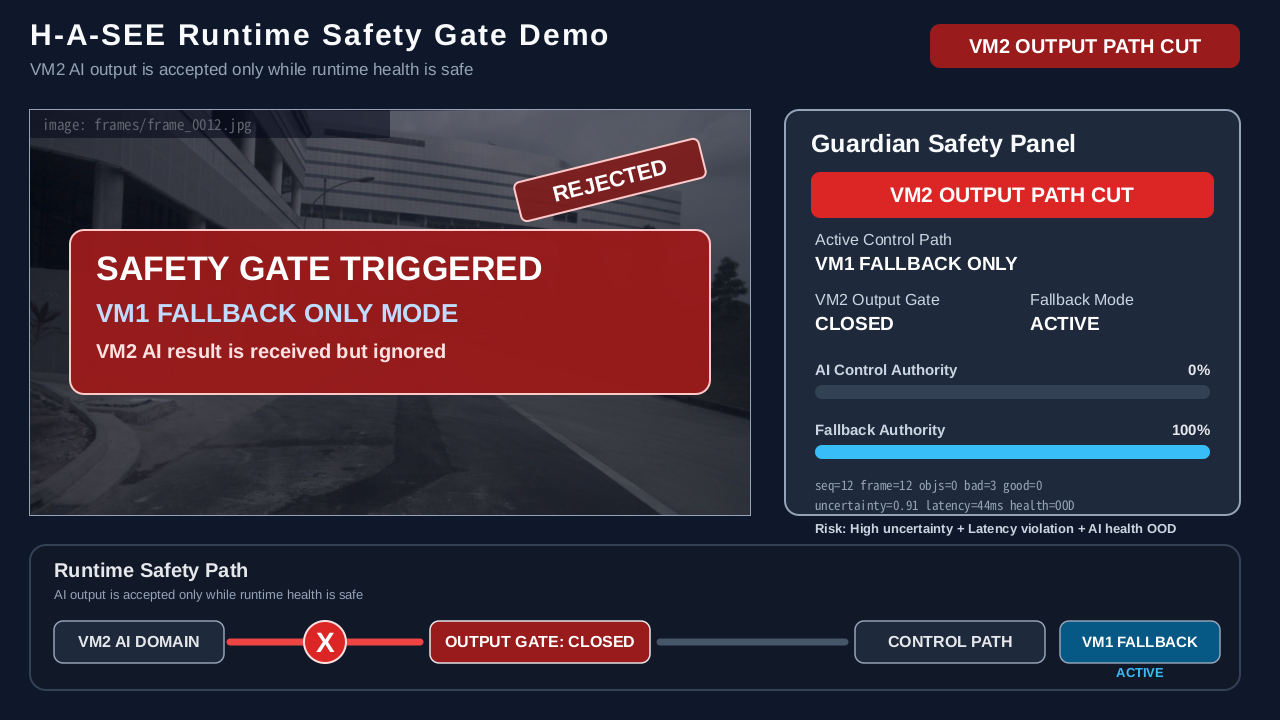 H-A-SEE Runtime Safety Gate Demo
VM2 AI output is accepted only while runtime health is safe
VM2 OUTPUT PATH CUT
image: frames/frame_0012.jpg
REJECTED
SAFETY GATE TRIGGERED
VM1 FALLBACK ONLY MODE
VM2 AI result is received but ignored
Guardian Safety Panel
VM2 OUTPUT PATH CUT
Active Control Path
VM1 FALLBACK ONLY
VM2 Output Gate
CLOSED
Fallback Mode
ACTIVE
AI Control Authority 0%
Fallback Authority 100%
seq=12 frame=12 objs=0 bad=3 good=0
uncertainty=0.91 latency=44ms health=OOD
Risk: High uncertainty + Latency violation + AI health OOD
Runtime Safety Path
AI output is accepted only while runtime health is safe
VM2 AI DOMAIN
X
OUTPUT GATE: CLOSED
CONTROL PATH
VM1 FALLBACK
ACTIVE